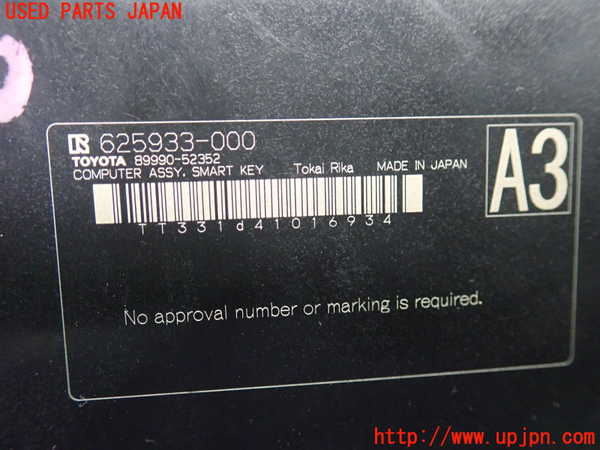 USED PARTS JAPAN
625933-000
TOYOTA 89990-52352
COMPUTER ASSY, SMART KEY Tokai Rika MADE IN JAPAN
A3
TT331d41016934
No approval number or marking is required.
http://www.upjpn.com/